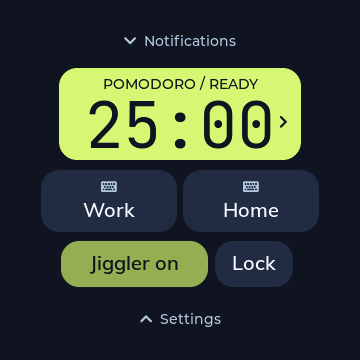 Notifications
POMODORO / READY
25:00
Work
Home
Jiggler on
Lock
Settings